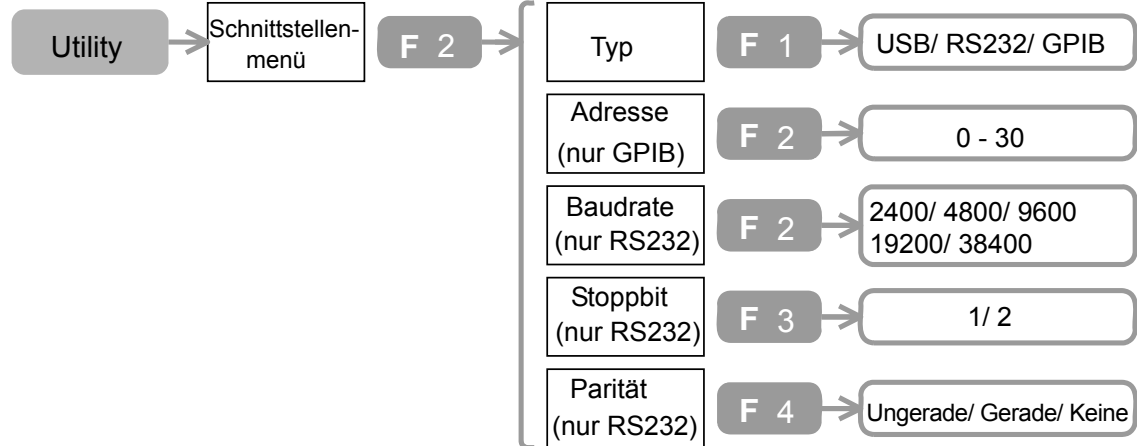 Utility
Schnittstellen-
menü
F 2
Typ
F 1
USB/ RS232/ GPIB
Adresse
(nur GPIB)
F 2
0 - 30
Baudrate
(nur RS232)
F 2
2400/ 4800/ 9600
19200/ 38400
Stoppbit
(nur RS232)
F 3
1/ 2
Parität
(nur RS232)
F 4
Ungerade/ Gerade/ Keine